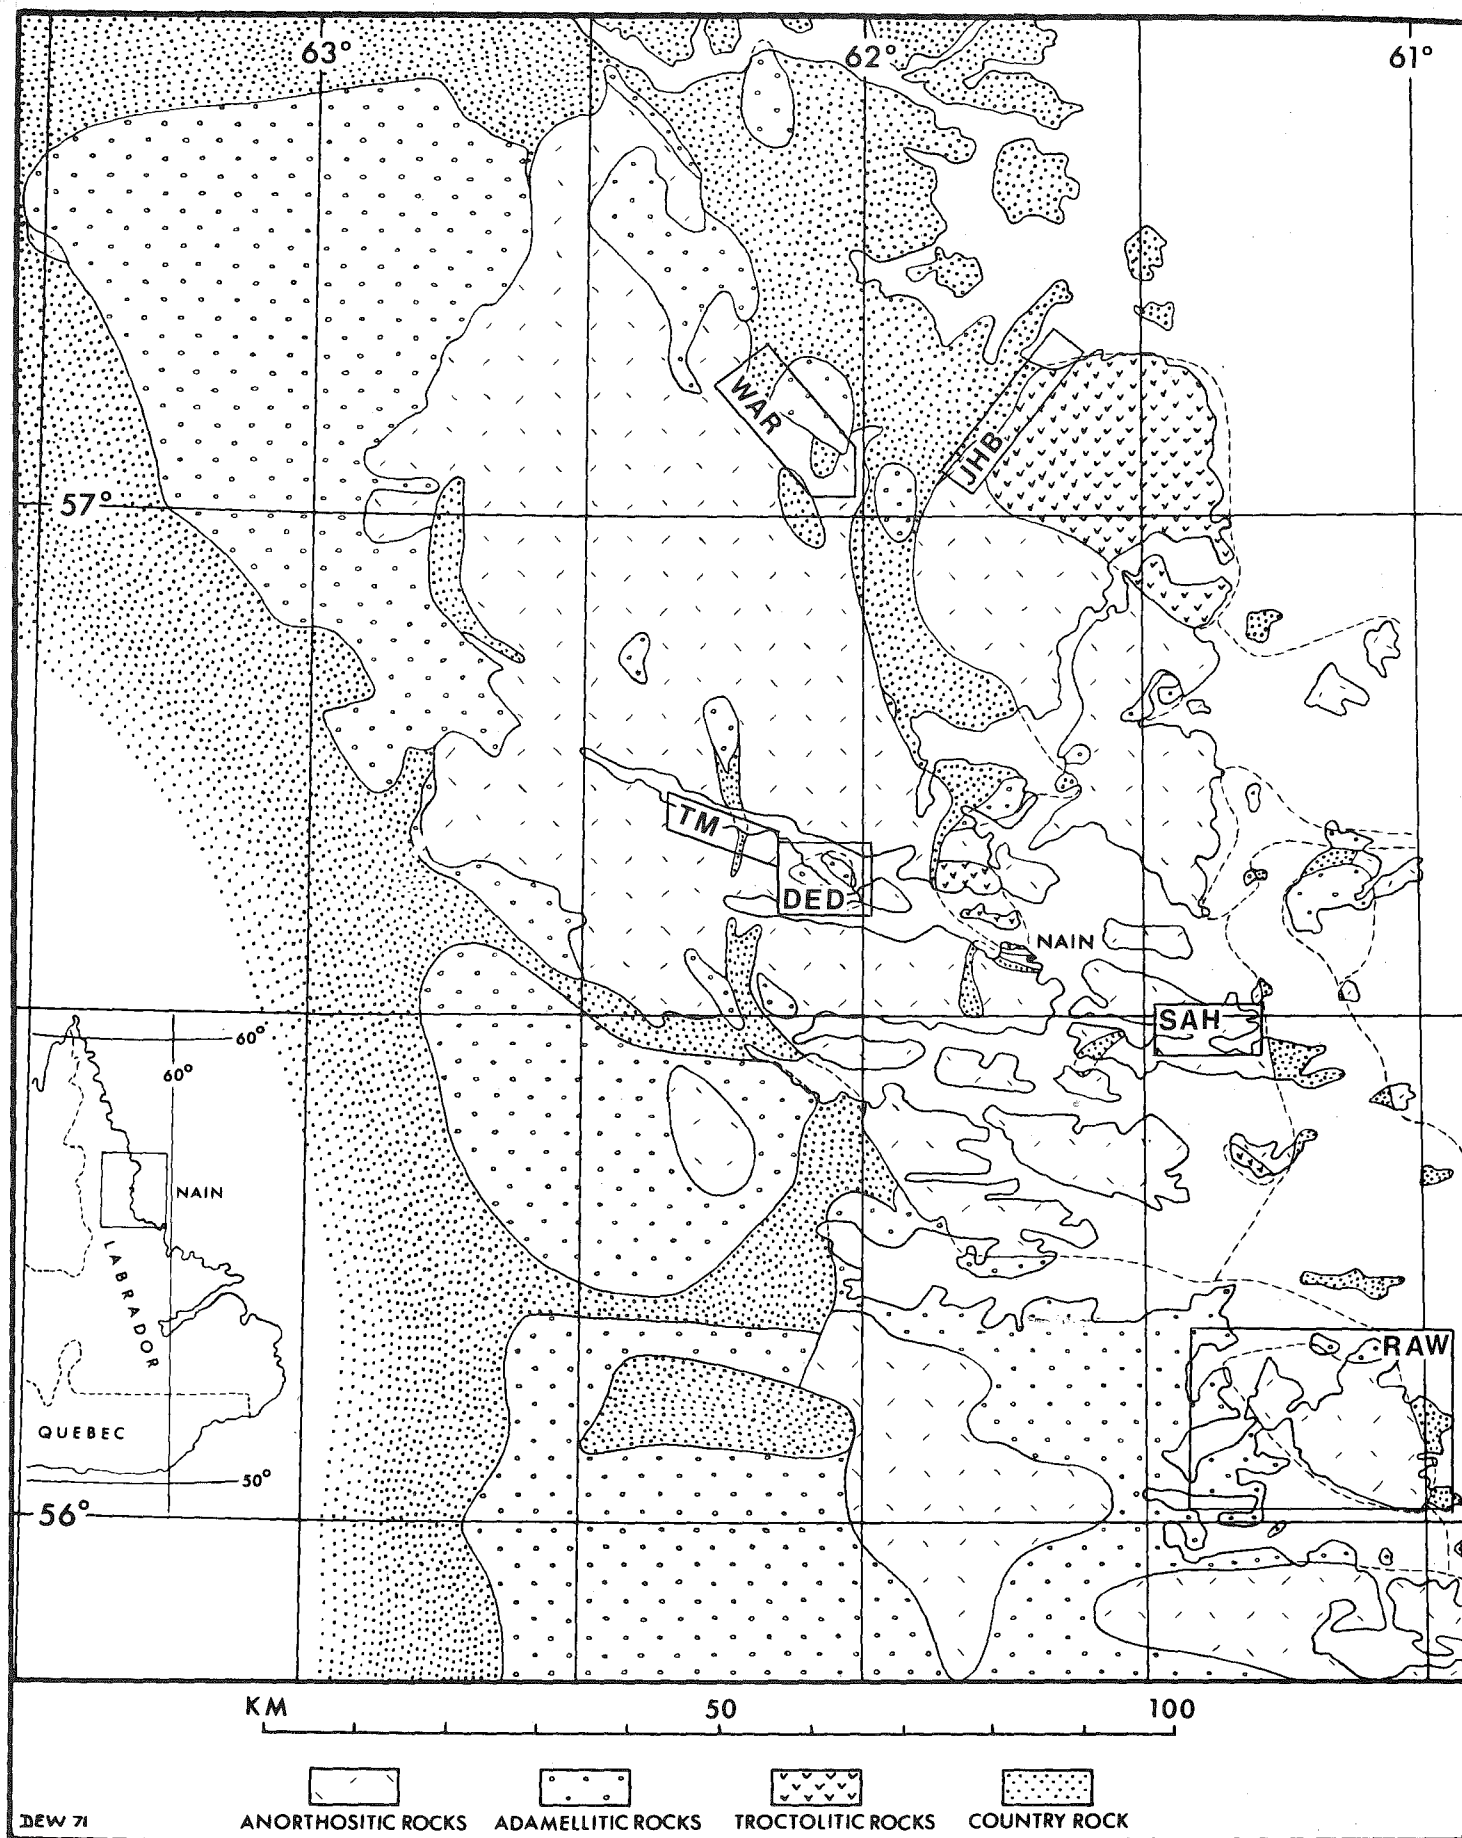 63°
62°
61°
WAR
JHB
57°
TM
DED
NAIN
SAH
60°
60°
NAIN
LABRADOR
RAW
QUEBEC
50°
56°
KM 50 100
ANORTHOSITIC ROCKS ADAMELLITIC ROCKS TROCTOLITIC ROCKS COUNTRY ROCK
DEW 71